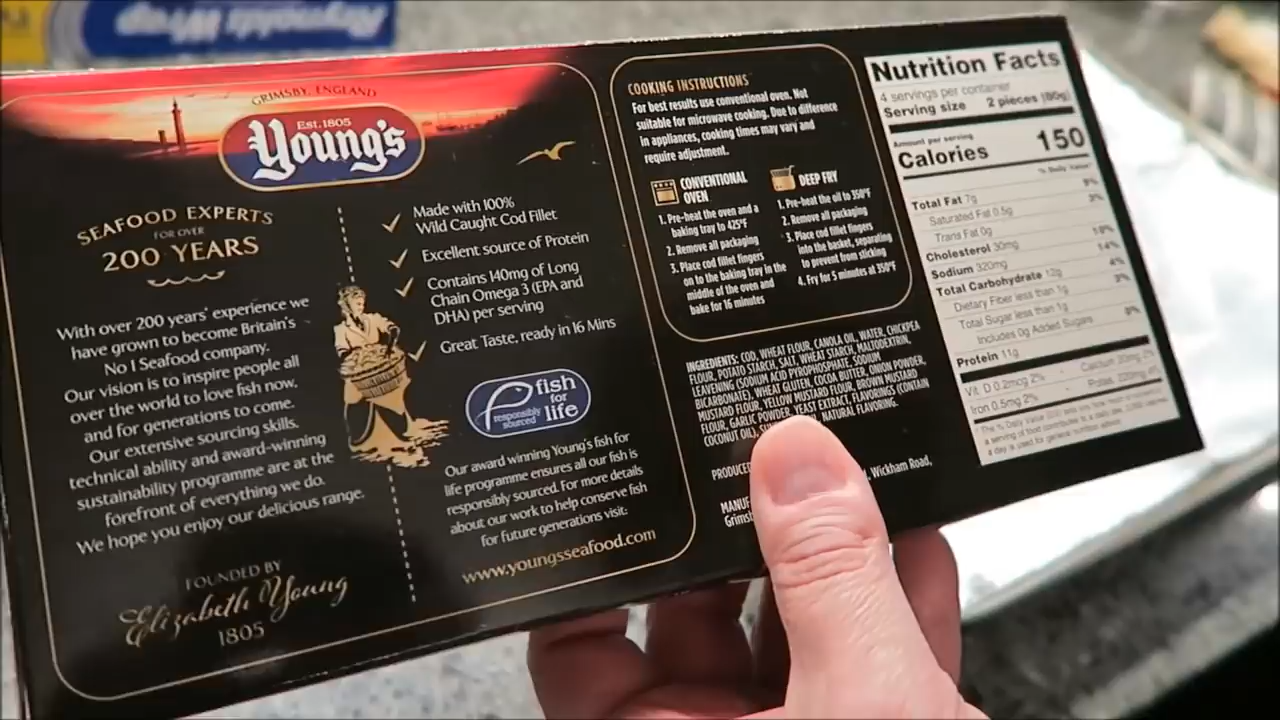 Reynolds Wrap
GRIMSBY, ENGLAND
Est. 1805
Young's
SEAFOOD EXPERTS
FOR OVER
200 YEARS
With over 200 years' experience we
have grown to become Britain's
No 1 Seafood company.
Our vision is to inspire people all
over the world to love fish now,
and for generations to come.
Our extensive sourcing skills,
technical ability and award-winning
sustainability programme are at the
forefront of everything we do.
We hope you enjoy our delicious range.
FOUNDED BY
Elizabeth Young
1805
Made with 100%
Wild Caught Cod Fillet
Excellent source of Protein
Contains 140mg of Long
Chain Omega 3 (EPA and
DHA) per serving
Great Taste, ready in 16 Mins
fish
for
life
responsibly
sourced
Our award winning Young's fish for
life programme ensures all our fish is
responsibly sourced. For more details
about our work to help conserve fish
for future generations visit:
www.youngsseafood.com
COOKING INSTRUCTIONS
For best results use conventional oven. Not
suitable for microwave cooking. Due to difference
in appliances, cooking times may vary and
require adjustment.
CONVENTIONAL
OVEN
1. Pre-heat the oven and a
baking tray to 425°F
2. Remove all packaging
3. Place cod fillet fingers
on to the baking tray in the
middle of the oven and
bake for 16 minutes
DEEP FRY
1. Pre-heat the oil to 350°F
2. Remove all packaging
3. Place cod fillet fingers
into the basket, separating
to prevent from sticking
4. Fry for 5 minutes at 350°F
INGREDIENTS: COD, WHEAT FLOUR, CANOLA OIL, WATER, CHICKPEA
FLOUR, POTATO STARCH, SALT, WHEAT STARCH, MALTODEXTRIN,
LEAVENING (SODIUM ACID PYROPHOSPHATE, SODIUM
BICARBONATE), WHEAT GLUTEN, COCOA BUTTER, ONION POWDER,
MUSTARD FLOUR, YELLOW MUSTARD FLOUR, BROWN MUSTARD
FLOUR, GARLIC POWDER, YEAST EXTRACT, FLAVORINGS (CONTAIN
COCONUT OIL), NATURAL FLAVORING.
Wickham Road,
Nutrition Facts
4 servings per container
Serving size 2 pieces (80g)
Amount per serving
Calories 150
% Daily Value*
Total Fat 7g 9%
Saturated Fat 0.5g 3%
Trans Fat 0g
Cholesterol 30mg 10%
Sodium 320mg 14%
Total Carbohydrate 12g 4%
Dietary Fiber less than 1g 3%
Total Sugar less than 1g
Includes 0g Added Sugars 0%
Protein 11g
Vit. D 0.2mcg 2% · Calcium 20mg 2%
Iron 0.5mg 2% · Potas.